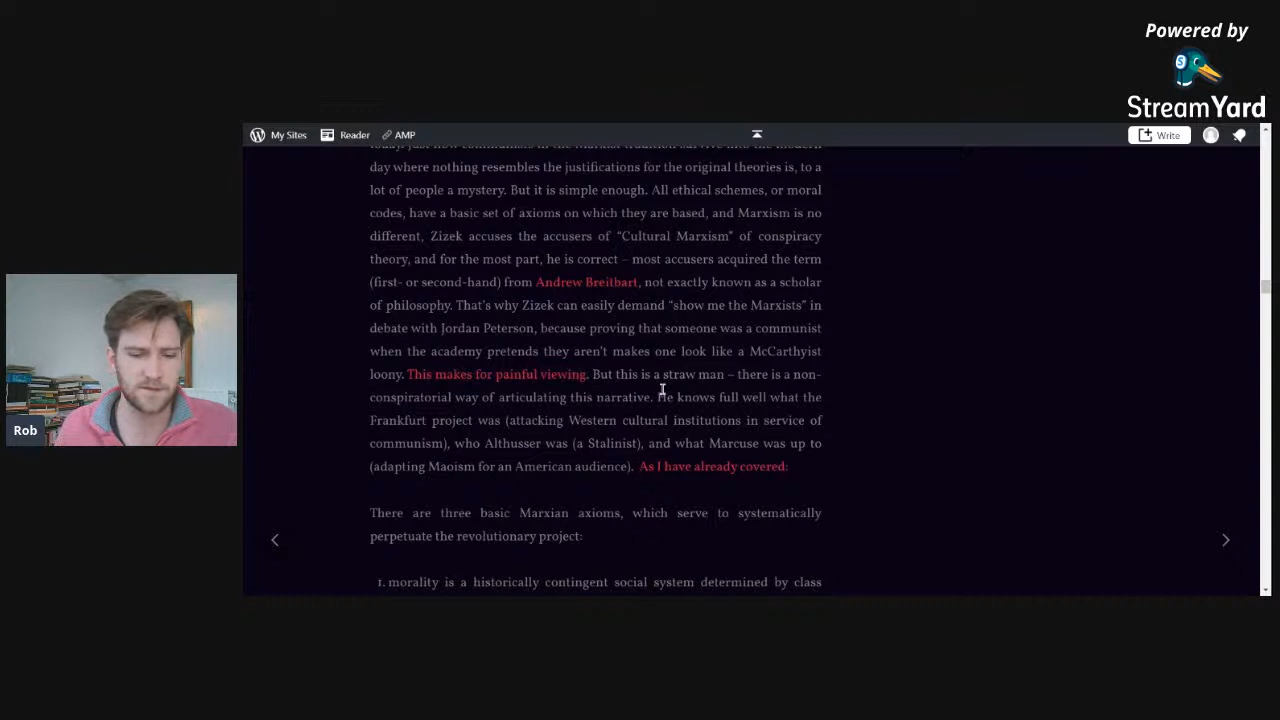 Powered by
StreamYard
My Sites Reader AMP Write
day where nothing resembles the justifications for the original theories is, to
a lot of people a mystery. But it is simple enough. All ethical schemes, or moral
codes, have a basic set of axioms on which they are based, and Marxism is no
different, Zizek accuses the accusers of “Cultural Marxism” of conspiracy
theory, and for the most part, he is correct – most accusers acquired the term
(first- or second-hand) from Andrew Breitbart, not exactly known as a scholar
of philosophy. That’s why Zizek can easily demand “show me the Marxists” in
debate with Jordan Peterson, because proving that someone was a communist
when the academy pretends they aren’t makes one look like a McCarthyist
loony. This makes for painful viewing. But this is a straw man – there is a non-
conspiratorial way of articulating this narrative. He knows full well what the
Frankfurt project was (attacking Western cultural institutions in service of
communism), who Althusser was (a Stalinist), and what Marcuse was up to
(adapting Maoism for an American audience). As I have already covered:
There are three basic Marxian axioms, which serve to systematically
perpetuate the revolutionary project:
1. morality is a historically contingent social system determined by class
Rob